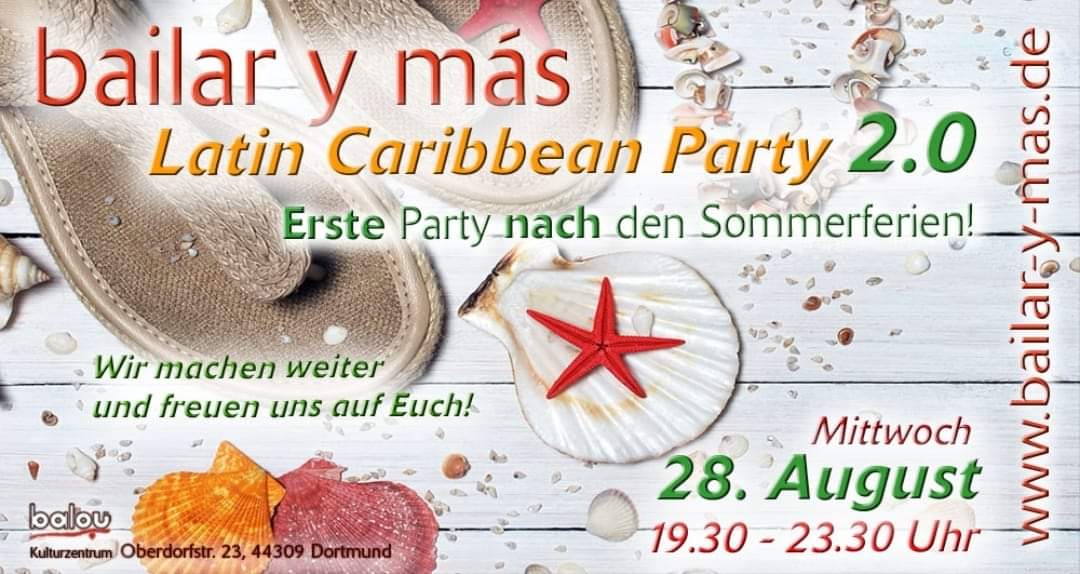 bailar y más
Latin Caribbean Party 2.0
Erste Party nach den Sommerferien!
www.bailar-y-mas.de
Wir machen weiter
und freuen uns auf Euch!
Mittwoch
28. August
19.30 - 23.30 Uhr
balou
Kulturzentrum Oberdorfstr. 23, 44309 Dortmund